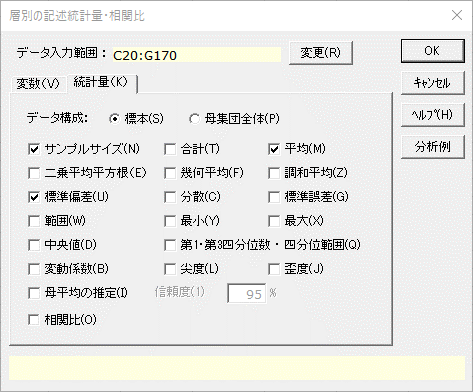 層別の記述統計量・相関比
データ入力範囲： C20:G170 変更(R) OK
変数(V) 統計量(K) キャンセル
データ構成： 標本(S) 母集団全体(P) ヘルプ(H)
サンプルサイズ(N) 合計(T) 平均(M) 分析例
二乗平均平方根(E) 幾何平均(F) 調和平均(Z)
標準偏差(U) 分散(C) 標準誤差(G)
範囲(W) 最小(Y) 最大(X)
中央値(D) 第1・第3四分位数・四分位範囲(Q)
変動係数(B) 尖度(L) 歪度(J)
母平均の推定(I) 信頼度(1) 95 %
相関比(O)